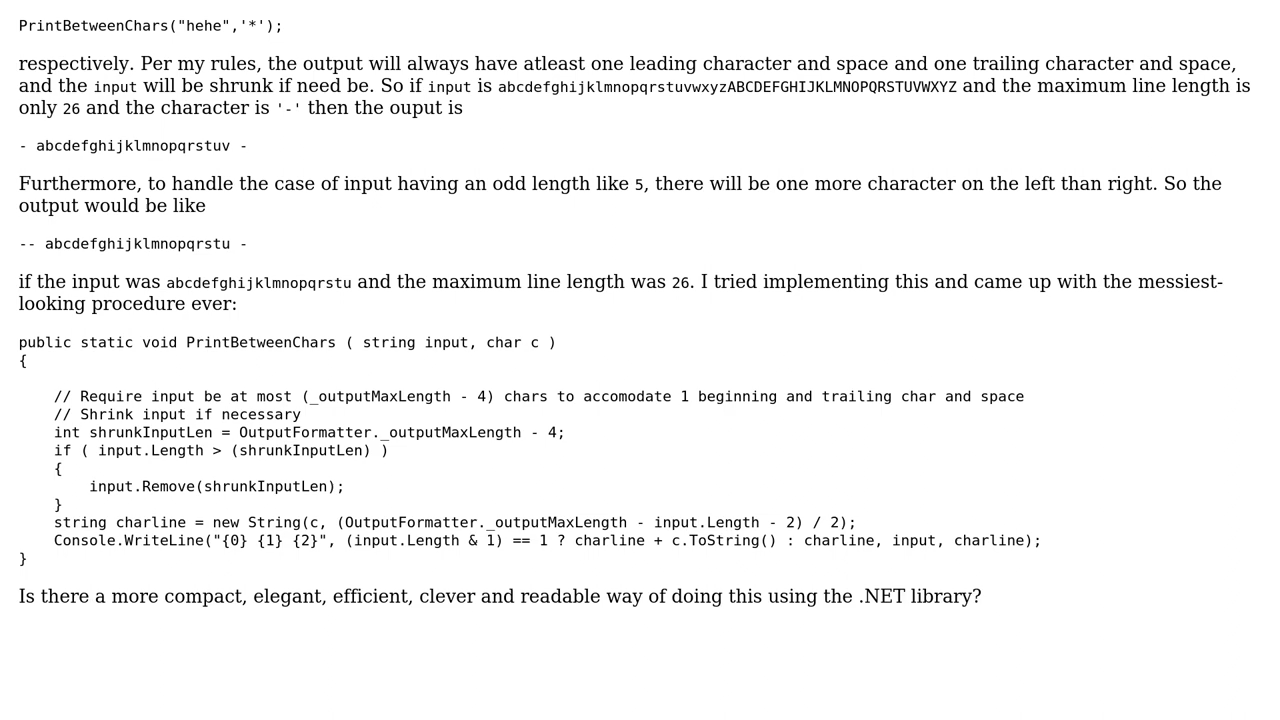 PrintBetweenChars("hehe",'*');
respectively. Per my rules, the output will always have atleast one leading character and space and one trailing character and space,
and the input will be shrunk if need be. So if input is abcdefghijklmnopqrstuvwxyzABCDEFGHIJKLMNOPQRSTUVWXYZ and the maximum line length is
only 26 and the character is '-' then the ouput is
- abcdefghijklmnopqrstuv -
Furthermore, to handle the case of input having an odd length like 5, there will be one more character on the left than right. So the
output would be like
-- abcdefghijklmnopqrstu -
if the input was abcdefghijklmnopqrstu and the maximum line length was 26. I tried implementing this and came up with the messiest-
looking procedure ever:
public static void PrintBetweenChars ( string input, char c )
{
    // Require input be at most (_outputMaxLength - 4) chars to accomodate 1 beginning and trailing char and space
    // Shrink input if necessary
    int shrunkInputLen = OutputFormatter._outputMaxLength - 4;
    if ( input.Length > (shrunkInputLen) )
    {
        input.Remove(shrunkInputLen);
    }
    string charline = new String(c, (OutputFormatter._outputMaxLength - input.Length - 2) / 2);
    Console.WriteLine("{0} {1} {2}", (input.Length & 1) == 1 ? charline + c.ToString() : charline, input, charline);
}
Is there a more compact, elegant, efficient, clever and readable way of doing this using the .NET library?